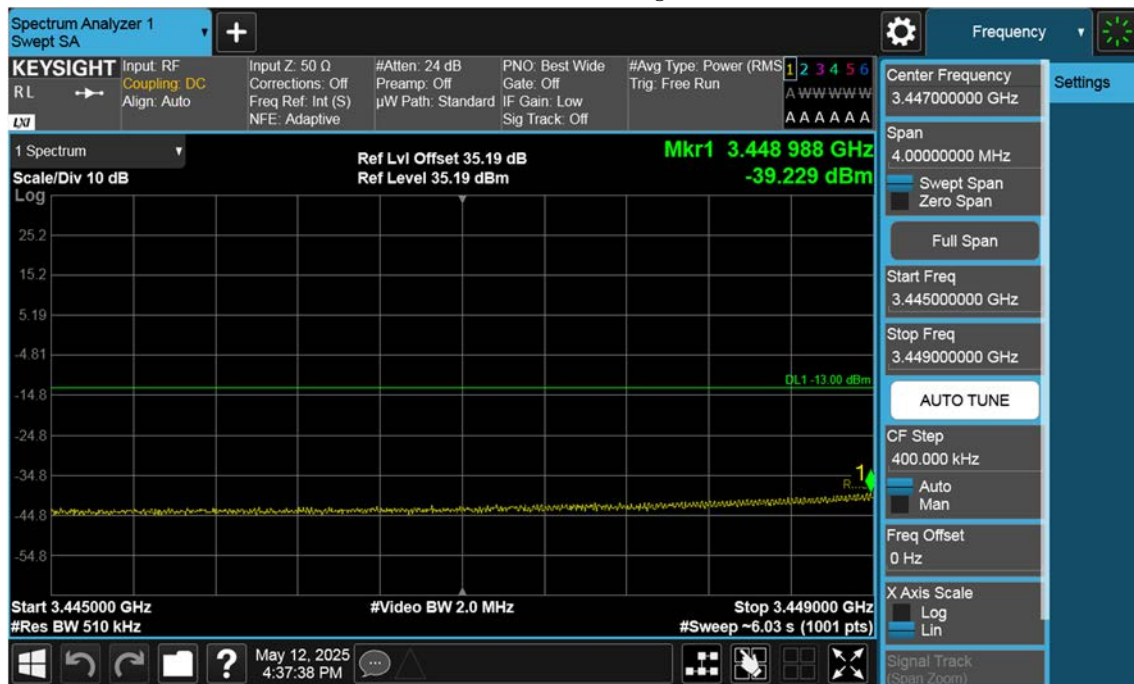 Spectrum Analyzer 1
Swept SA
+
Frequency
KEYSIGHT
RL
LXI
Input: RF
Coupling: DC
Align: Auto
Input Z: 50 Ω
Corrections: Off
Freq Ref: Int (S)
NFE: Adaptive
#Atten: 24 dB
Preamp: Off
µW Path: Standard
PNO: Best Wide
Gate: Off
IF Gain: Low
Sig Track: Off
#Avg Type: Power (RMS
Trig: Free Run
1 2 3 4 5 6
A W W W W W
A A A A A A
1 Spectrum
Scale/Div 10 dB
Log
Ref Lvl Offset 35.19 dB
Ref Level 35.19 dBm
Mkr1 3.448 988 GHz
-39.229 dBm
25.2
15.2
5.19
-4.81
DL1 -13.00 dBm
-14.8
-24.8
-34.8
1
R...
-44.8
-54.8
Start 3.445000 GHz
#Res BW 510 kHz
#Video BW 2.0 MHz
Stop 3.449000 GHz
#Sweep ~6.03 s (1001 pts)
Center Frequency
3.447000000 GHz
Span
4.00000000 MHz
Swept Span
Zero Span
Full Span
Start Freq
3.445000000 GHz
Stop Freq
3.449000000 GHz
AUTO TUNE
CF Step
400.000 kHz
Auto
Man
Freq Offset
0 Hz
X Axis Scale
Log
Lin
Signal Track
(Span Zoom)
Settings
?
May 12, 2025
4:37:38 PM